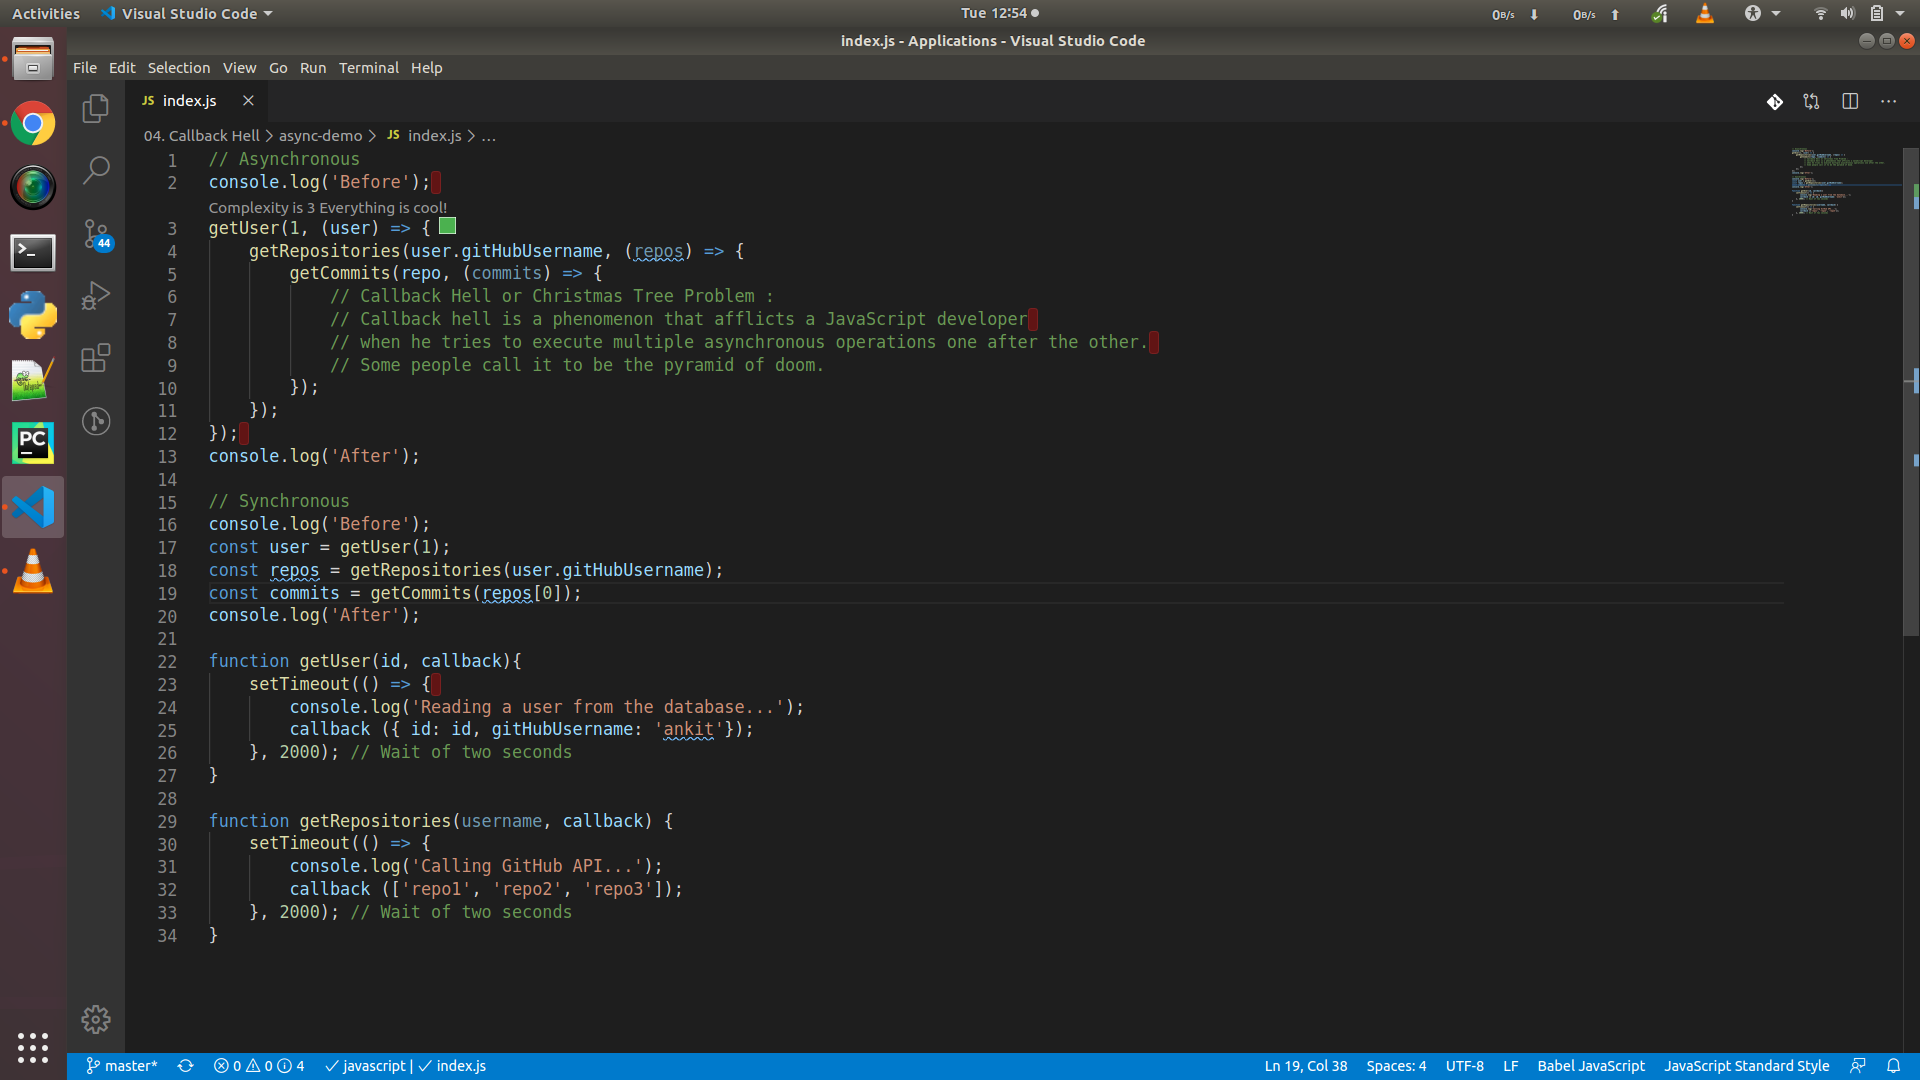 Activities Visual Studio Code Tue 12:54 0B/s 0B/s
index.js - Applications - Visual Studio Code
File Edit Selection View Go Run Terminal Help
JS index.js
04. Callback Hell > async-demo > JS index.js > …
1 // Asynchronous
2 console.log('Before');
Complexity is 3 Everything is cool!
3 getUser(1, (user) => {
4 getRepositories(user.gitHubUsername, (repos) => {
5 getCommits(repo, (commits) => {
6 // Callback Hell or Christmas Tree Problem :
7 // Callback hell is a phenomenon that afflicts a JavaScript developer
8 // when he tries to execute multiple asynchronous operations one after the other.
9 // Some people call it to be the pyramid of doom.
10 });
11 });
12 });
13 console.log('After');
14
15 // Synchronous
16 console.log('Before');
17 const user = getUser(1);
18 const repos = getRepositories(user.gitHubUsername);
19 const commits = getCommits(repos[0]);
20 console.log('After');
21
22 function getUser(id, callback){
23 setTimeout(() => {
24 console.log('Reading a user from the database...');
25 callback ({ id: id, gitHubUsername: 'ankit'});
26 }, 2000); // Wait of two seconds
27 }
28
29 function getRepositories(username, callback) {
30 setTimeout(() => {
31 console.log('Calling GitHub API...');
32 callback (['repo1', 'repo2', 'repo3']);
33 }, 2000); // Wait of two seconds
34 }
44
PC
master* 0 0 4 javascript | index.js Ln 19, Col 38 Spaces: 4 UTF-8 LF Babel JavaScript JavaScript Standard Style